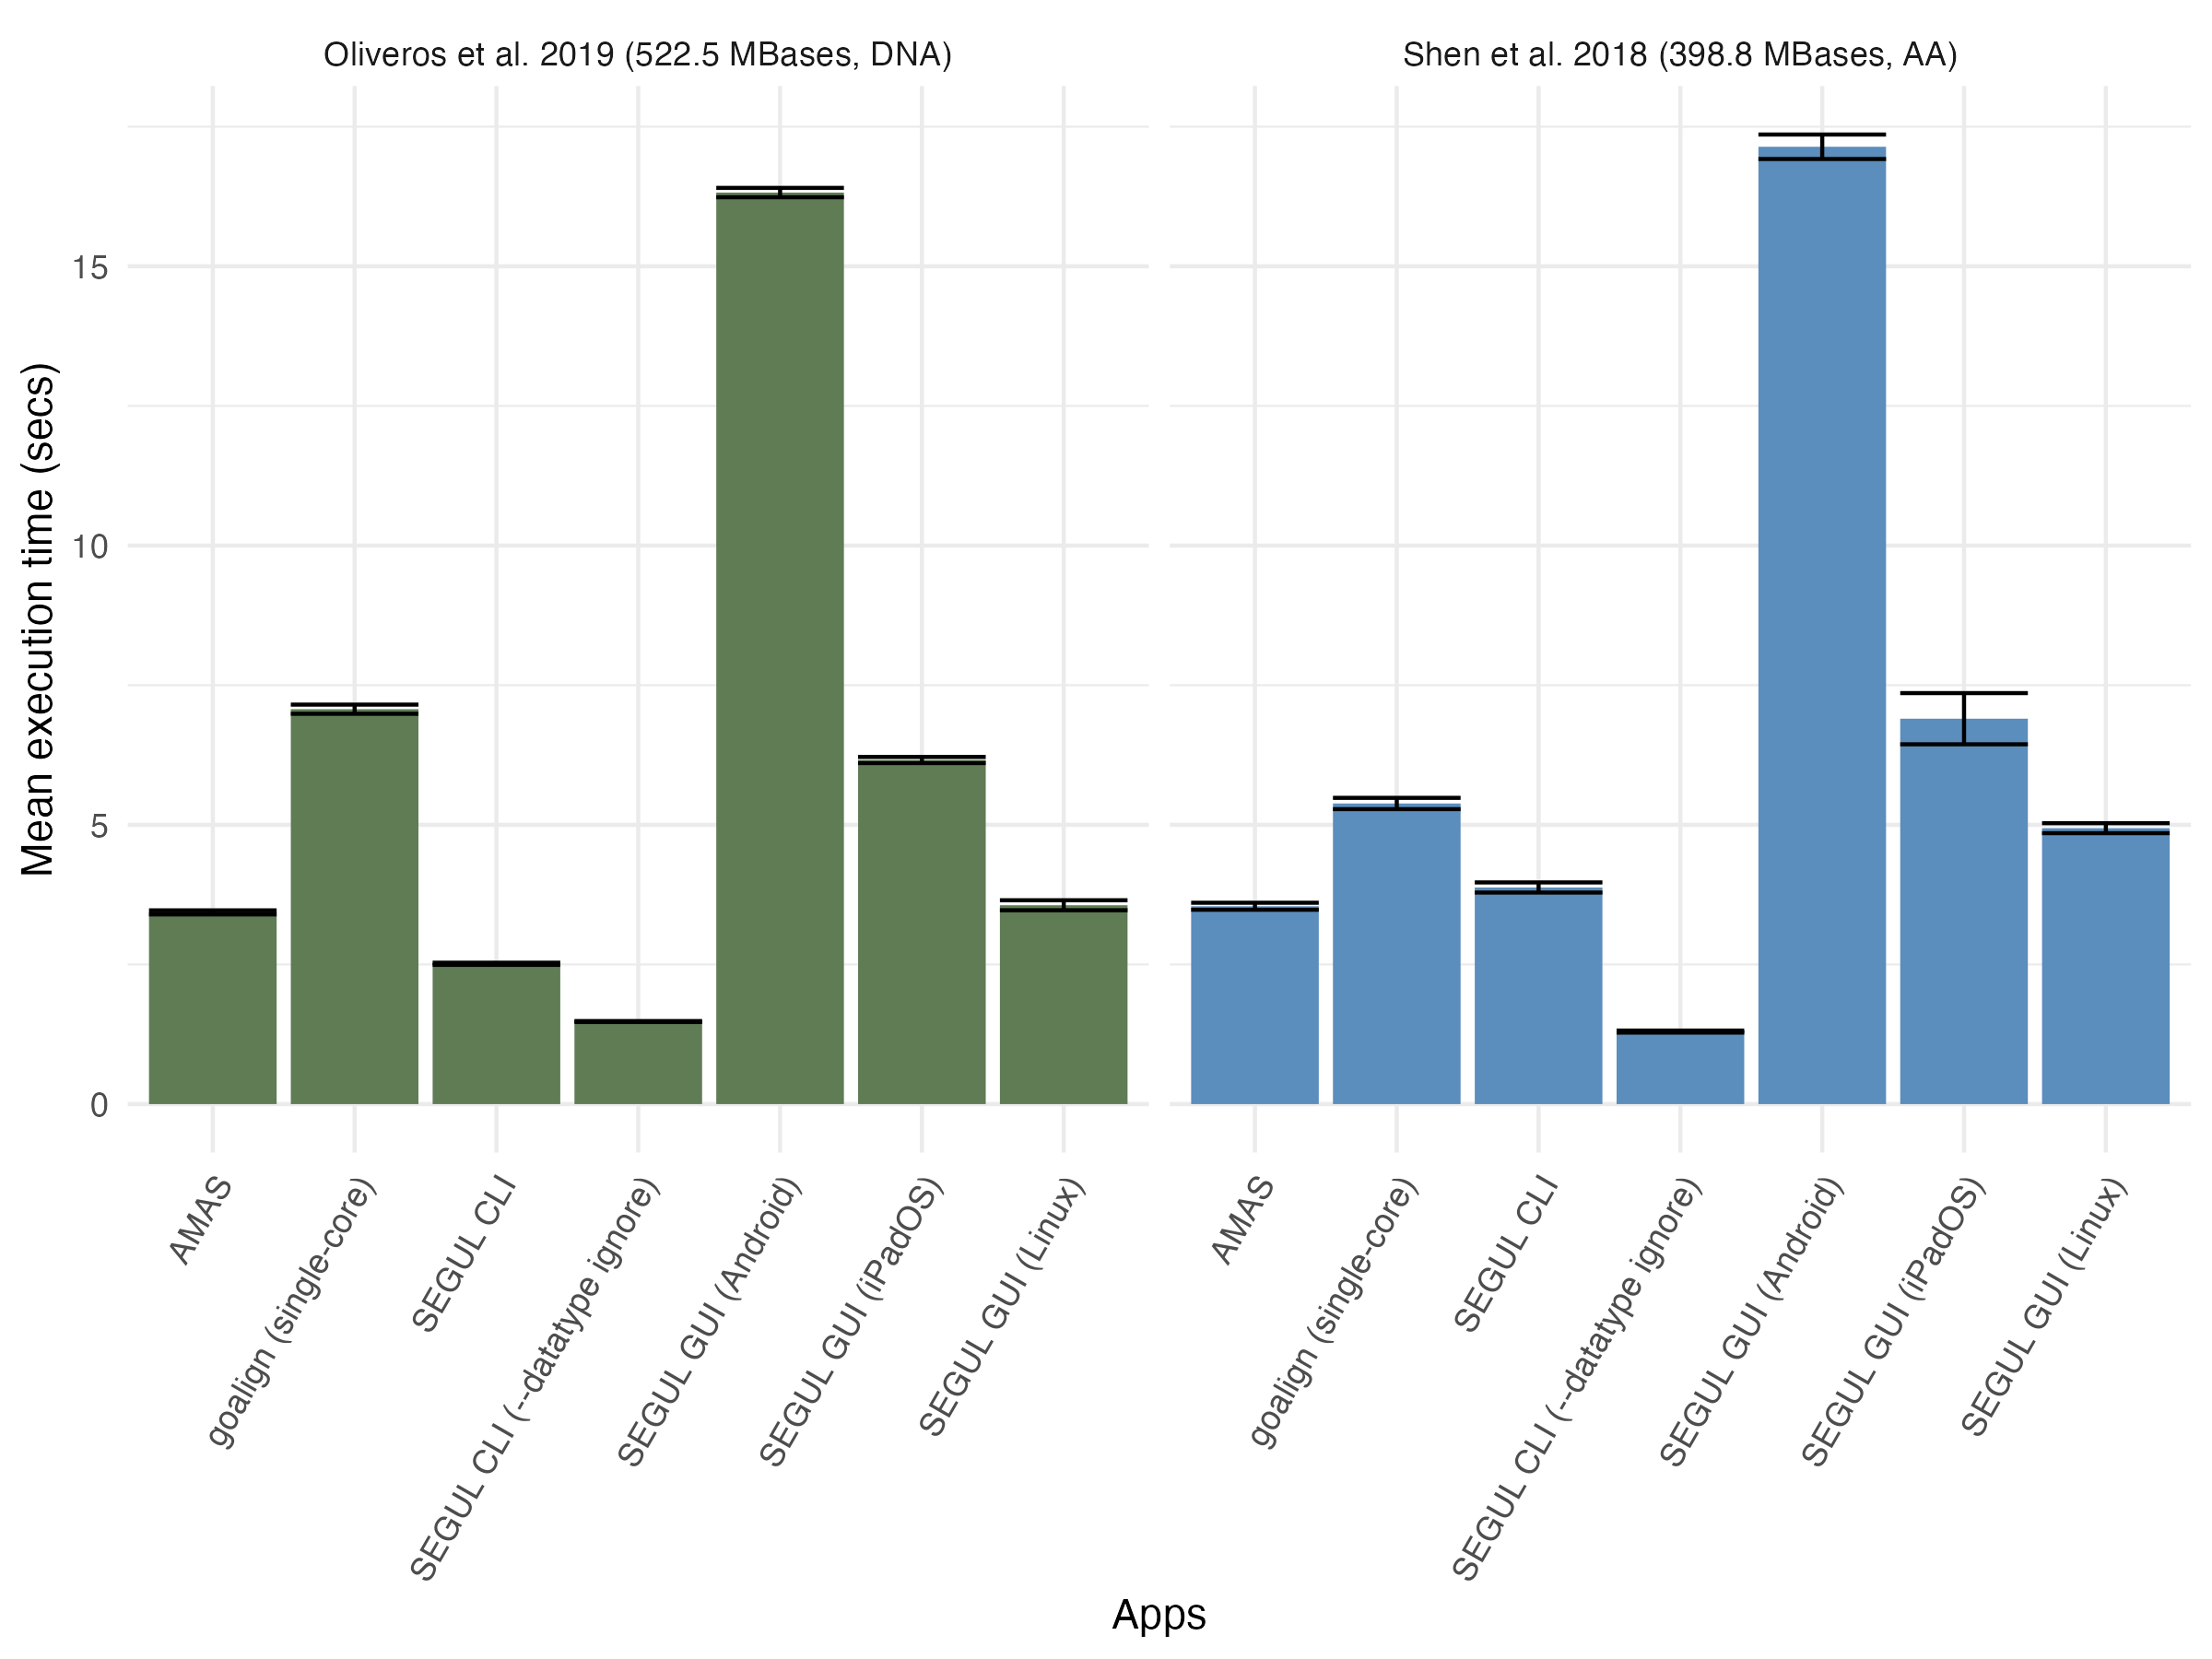 Oliveros et al. 2019 (522.5 MBases, DNA)
Shen et al. 2018 (398.8 MBases, AA)
Mean execution time (secs)
15
10
5
0
AMAS
goalign (single-core)
SEGUL CLI
SEGUL CLI (--datatype ignore)
SEGUL GUI (Android)
SEGUL GUI (iPadOS)
SEGUL GUI (Linux)
AMAS
goalign (single-core)
SEGUL CLI
SEGUL CLI (--datatype ignore)
SEGUL GUI (Android)
SEGUL GUI (iPadOS)
SEGUL GUI (Linux)
Apps